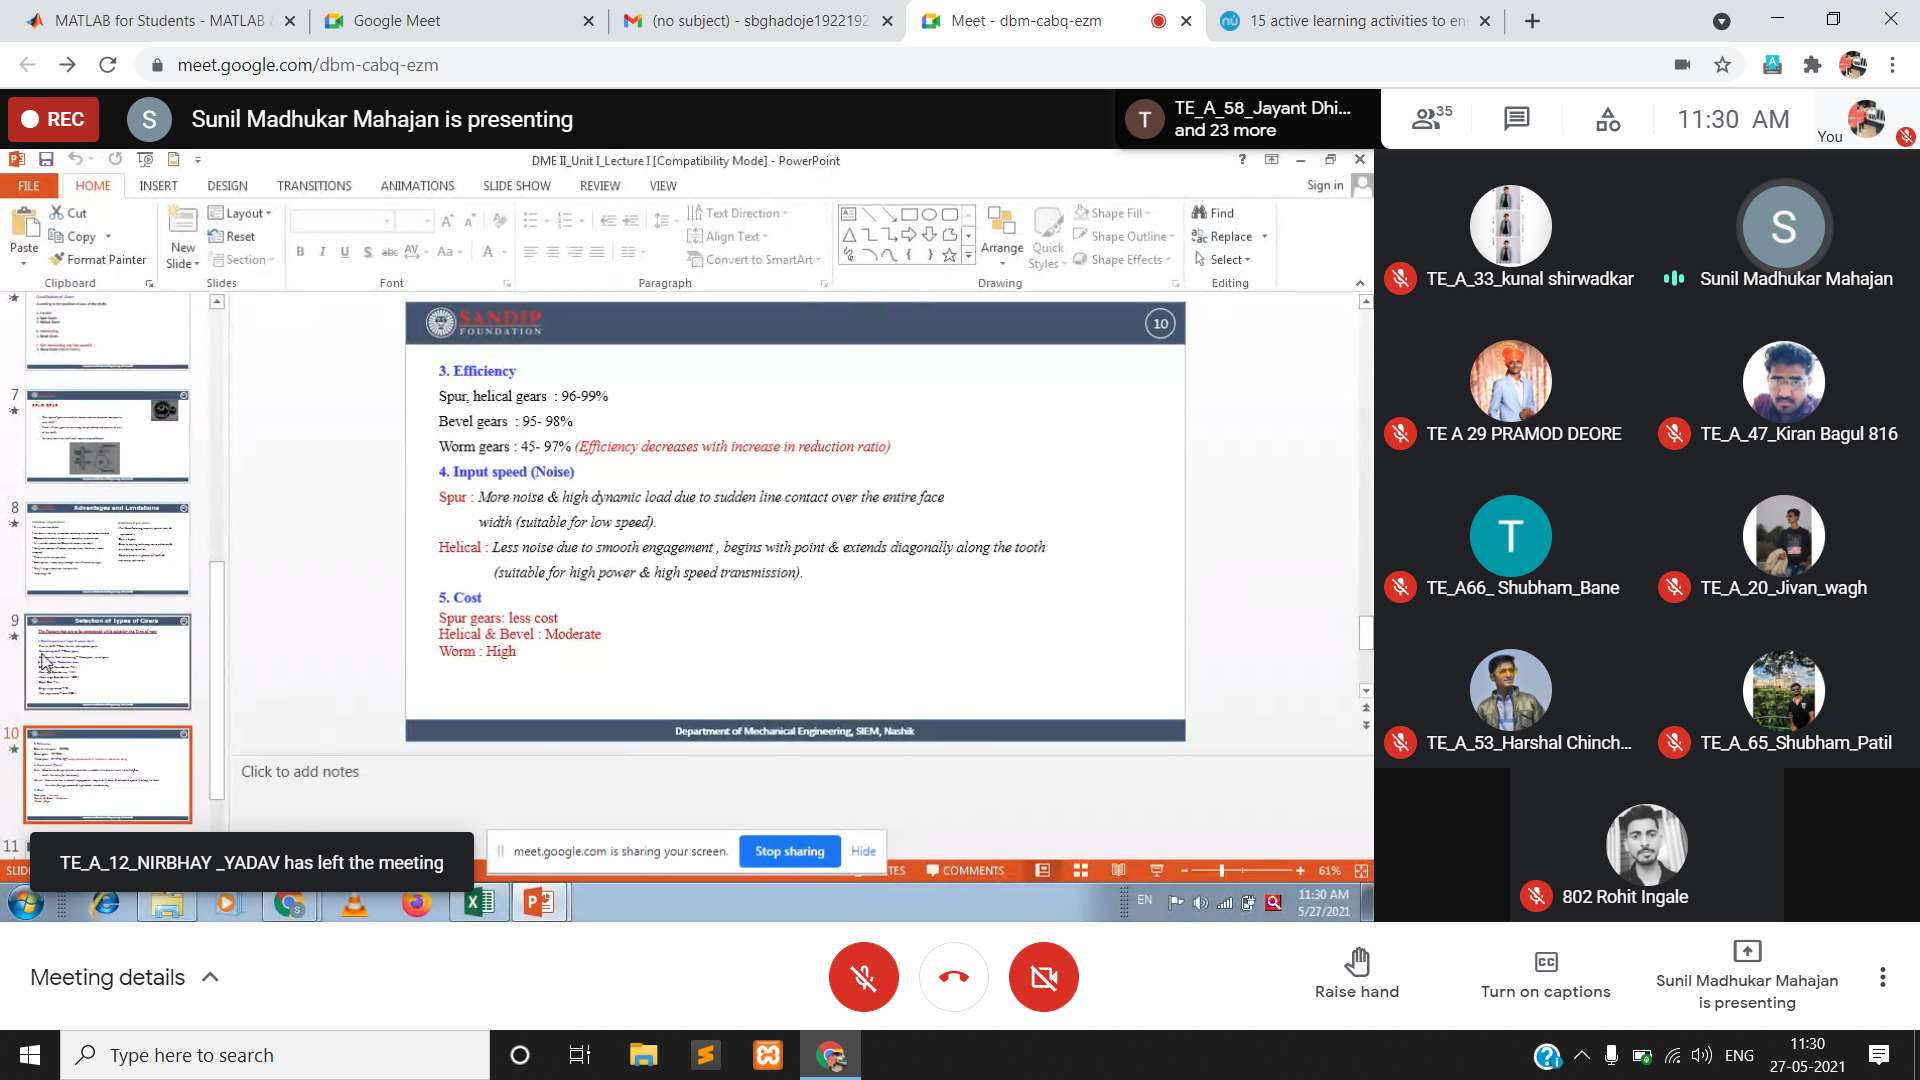 MATLAB for Students - MATLAB &
Google Meet
(no subject) - sbghadoje1922192
Meet - dbm-cabq-ezm
15 active learning activities to en
meet.google.com/dbm-cabq-ezm
REC
S
Sunil Madhukar Mahajan is presenting
T
TE_A_58_Jayant Dhi...
and 23 more
35
11:30 AM
You
DME II_Unit I_Lecture I [Compatibility Mode] - PowerPoint
FILE
HOME
INSERT
DESIGN
TRANSITIONS
ANIMATIONS
SLIDE SHOW
REVIEW
VIEW
Sign in
Paste
Cut
Copy
Format Painter
Clipboard
New
Slide
Layout
Reset
Section
Slides
Font
Text Direction
Align Text
Convert to SmartArt
Paragraph
Arrange
Quick
Styles
Shape Fill
Shape Outline
Shape Effects
Drawing
Find
Replace
Select
Editing
7
8
Advantages and Limitations
9
Selection of Types of Gears
10
11
SANDIP
FOUNDATION
10
3. Efficiency
Spur, helical gears : 96-99%
Bevel gears : 95- 98%
Worm gears : 45- 97% (Efficiency decreases with increase in reduction ratio)
4. Input speed (Noise)
Spur : More noise & high dynamic load due to sudden line contact over the entire face
width (suitable for low speed).
Helical : Less noise due to smooth engagement , begins with point & extends diagonally along the tooth
(suitable for high power & high speed transmission).
5. Cost
Spur gears: less cost
Helical & Bevel : Moderate
Worm : High
Department of Mechanical Engineering, SIEM, Nashik
Click to add notes
TE_A_12_NIRBHAY _YADAV has left the meeting
meet.google.com is sharing your screen.
Stop sharing
Hide
COMMENTS
61%
EN
11:30 AM
5/27/2021
TE_A_33_kunal shirwadkar
S
Sunil Madhukar Mahajan
TE A 29 PRAMOD DEORE
TE_A_47_Kiran Bagul 816
T
TE_A66_ Shubham_Bane
TE_A_20_Jivan_wagh
TE_A_53_Harshal Chinch...
TE_A_65_Shubham_Patil
802 Rohit Ingale
Meeting details
Raise hand
Turn on captions
Sunil Madhukar Mahajan
is presenting
Type here to search
ENG
11:30
27-05-2021